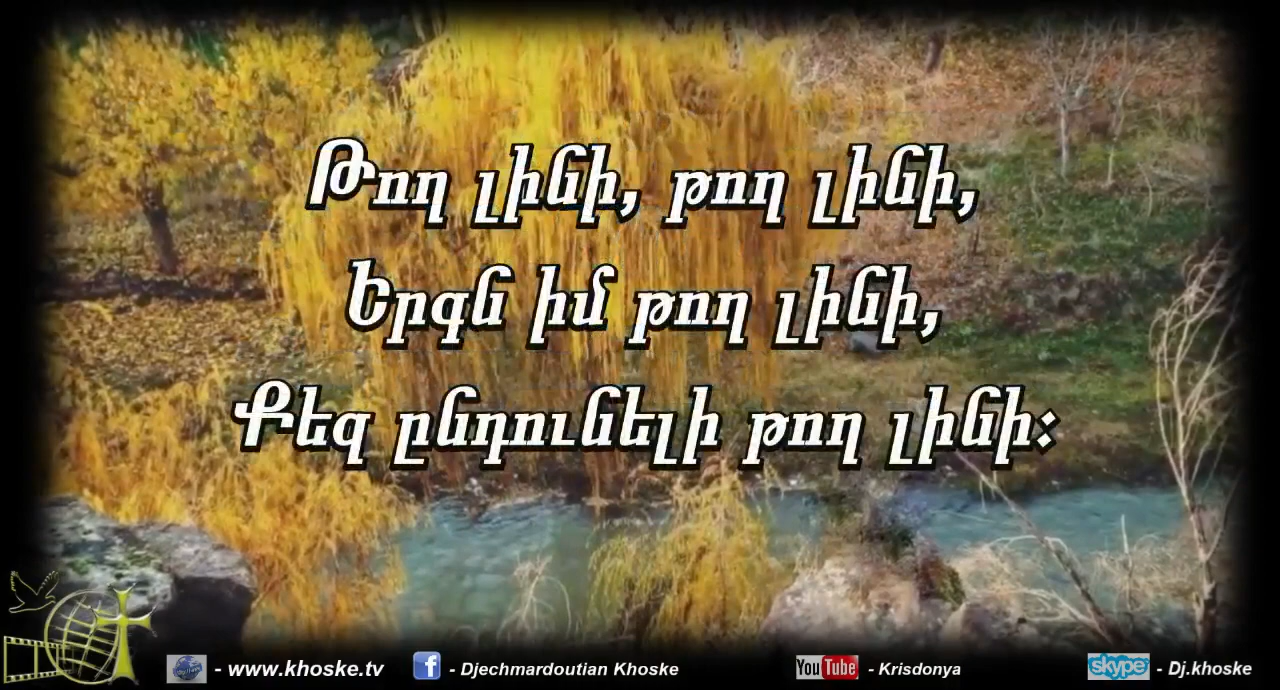 Թող լինի, թող լինի,
Երգն իմ թող լինի,
Քեզ ընդունելի թող լինի:
- www.khoske.tv
f - Djechmardoutian Khoske
YouTube - Krisdonya
skype - Dj.khoske